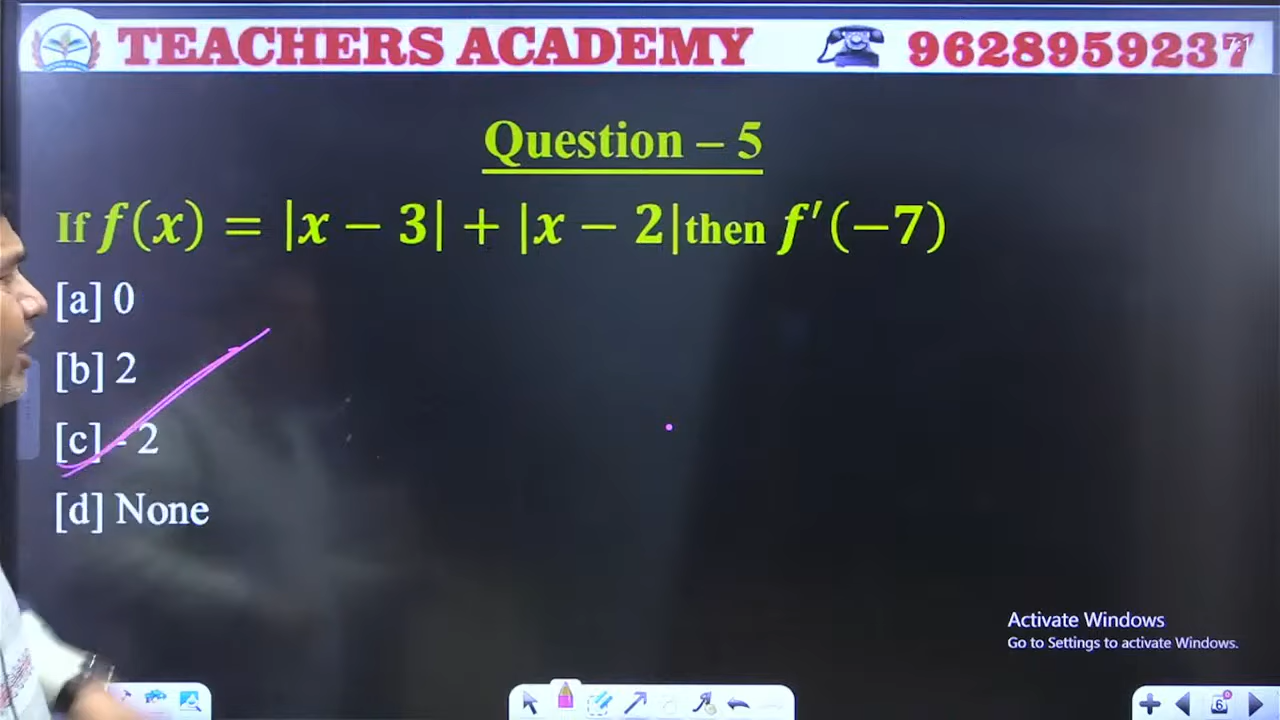 TEACHERS ACADEMY 9628959237
Question – 5
If f(x) = |x − 3| + |x − 2| then f′(−7)
[a] 0
[b] 2
[c] - 2
[d] None
Activate Windows
Go to Settings to activate Windows.